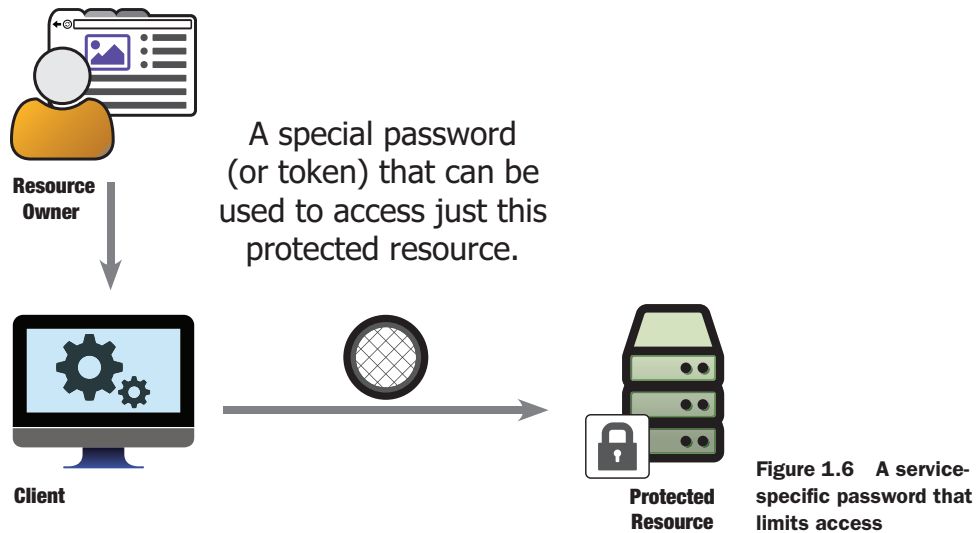 A special password
(or token) that can be
used to access just this
protected resource.
Resource
Owner
Client
Protected
Resource
Figure 1.6 A service-
specific password that
limits access